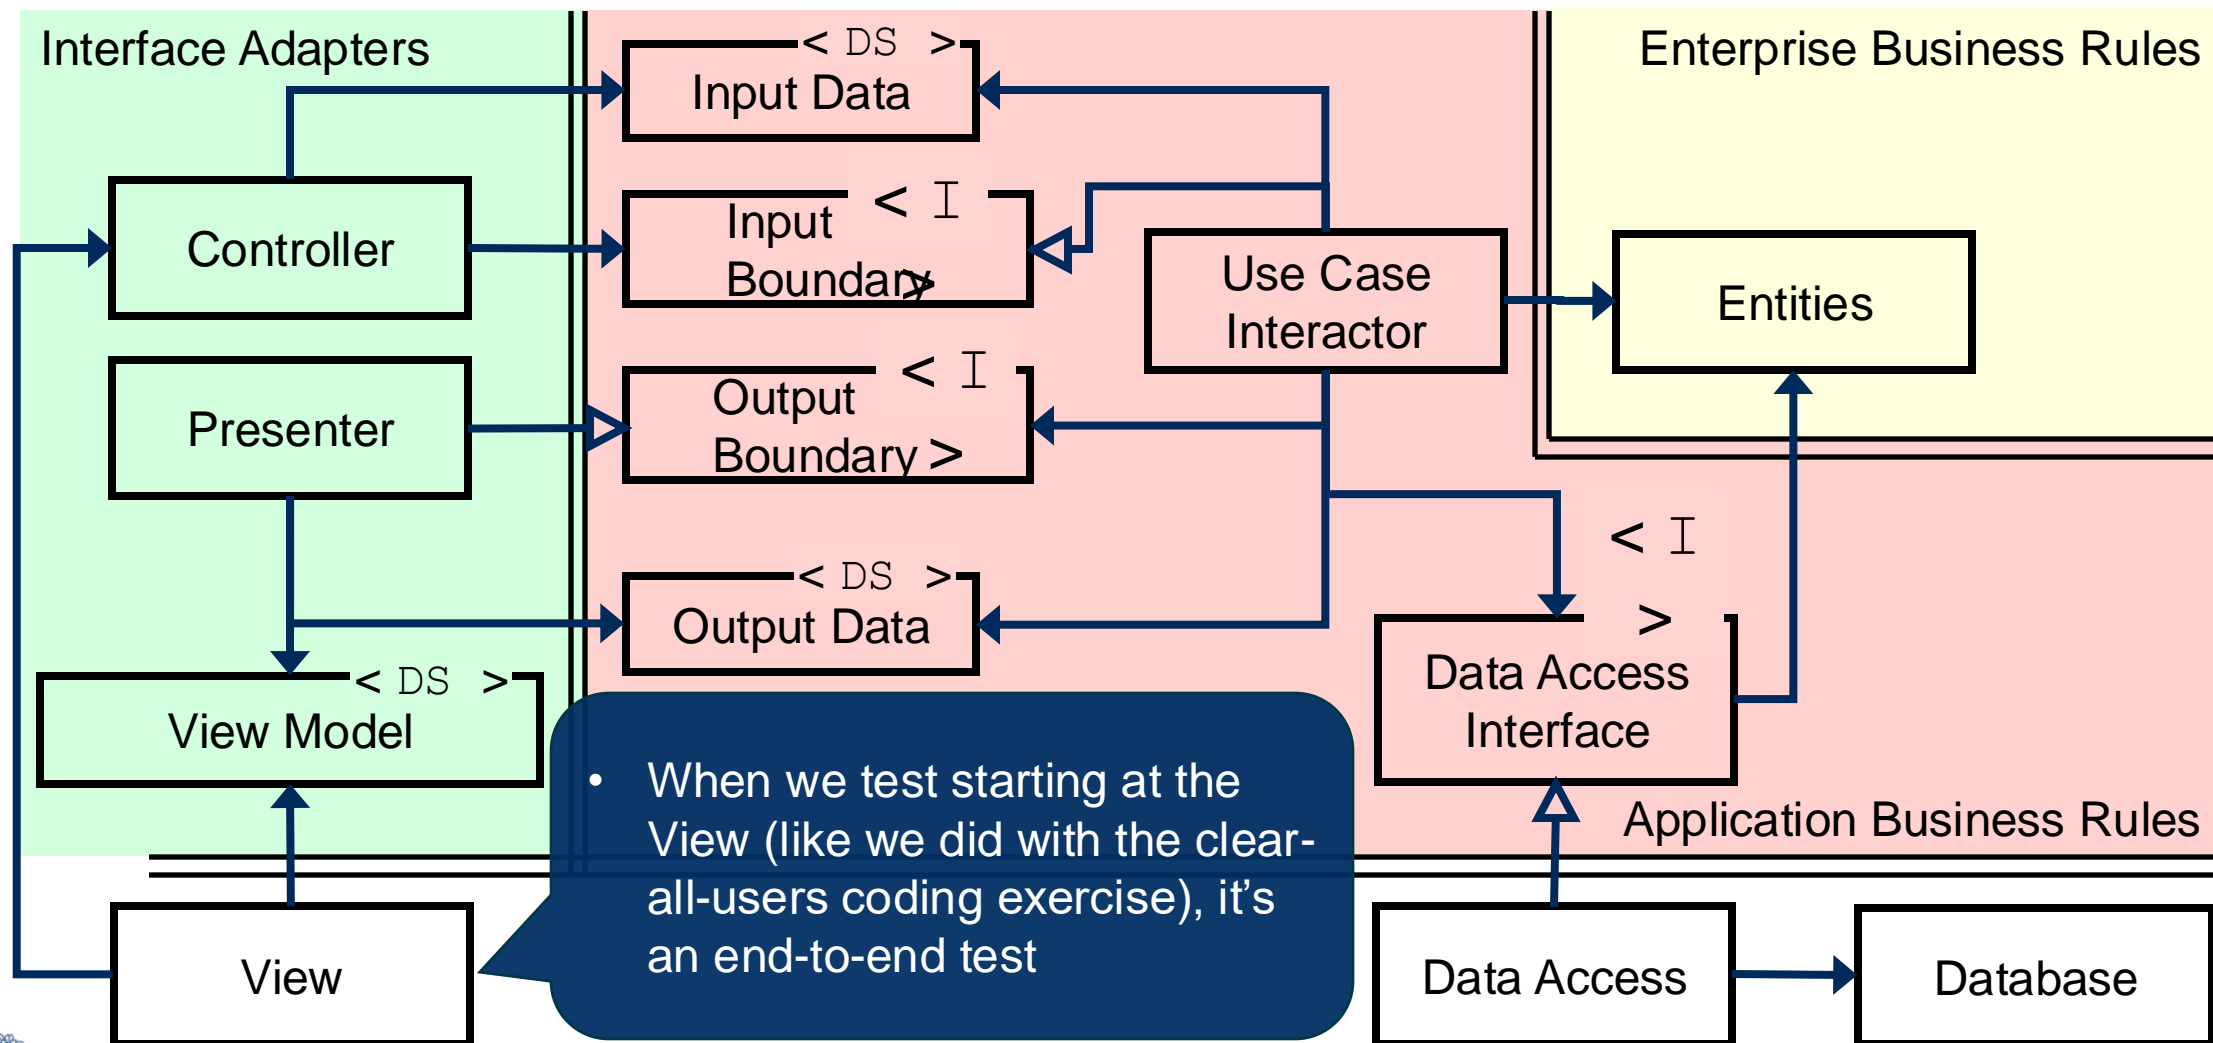 Interface Adapters
Enterprise Business Rules
< DS >
Input Data
Controller
< I
Input
Boundary
>
Use Case
Interactor
Entities
Presenter
< I
Output
Boundary >
< DS >
Output Data
< I
>
Data Access
Interface
< DS >
View Model
Application Business Rules
• When we test starting at the
View (like we did with the clear-
all-users coding exercise), it’s
an end-to-end test
View
Data Access
Database